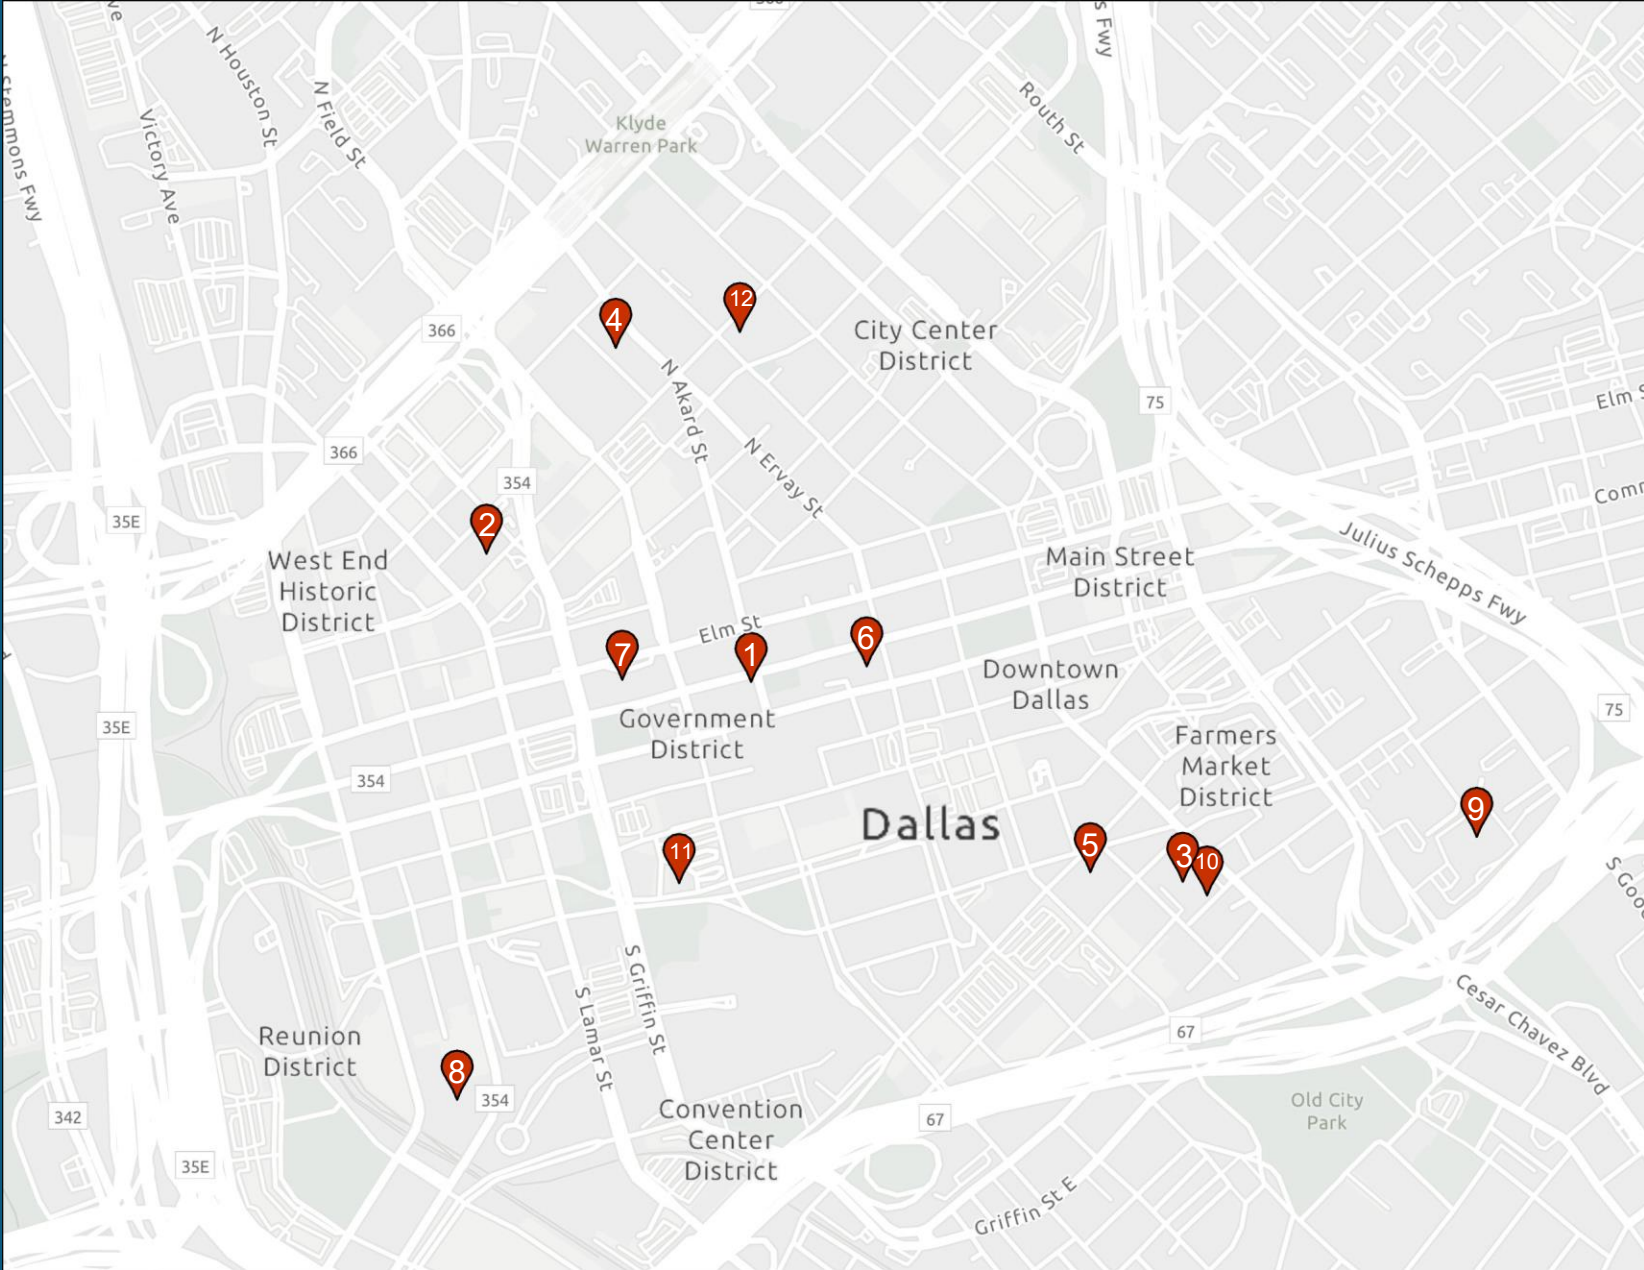 s Fwy
N Stemmons Fwy
N Houston St
N Field St
Victory Ave
Klyde
Warren Park
Routh St
12
4
366
City Center
District
N Akard St
75
Elm S
366
N Ervay St
354
35E
2
West End
Historic
District
Main Street
District
Julius Schepps Fwy
Elm St
7
1
6
Downtown
Dallas
Government
District
75
35E
Farmers
Market
District
354
Dallas
9
11
5
3
10
S Griffin St
S Lamar St
Cesar Chavez Blvd
67
Reunion
District
8
354
342
Convention
Center
District
67
Old City
Park
35E
Griffin St E